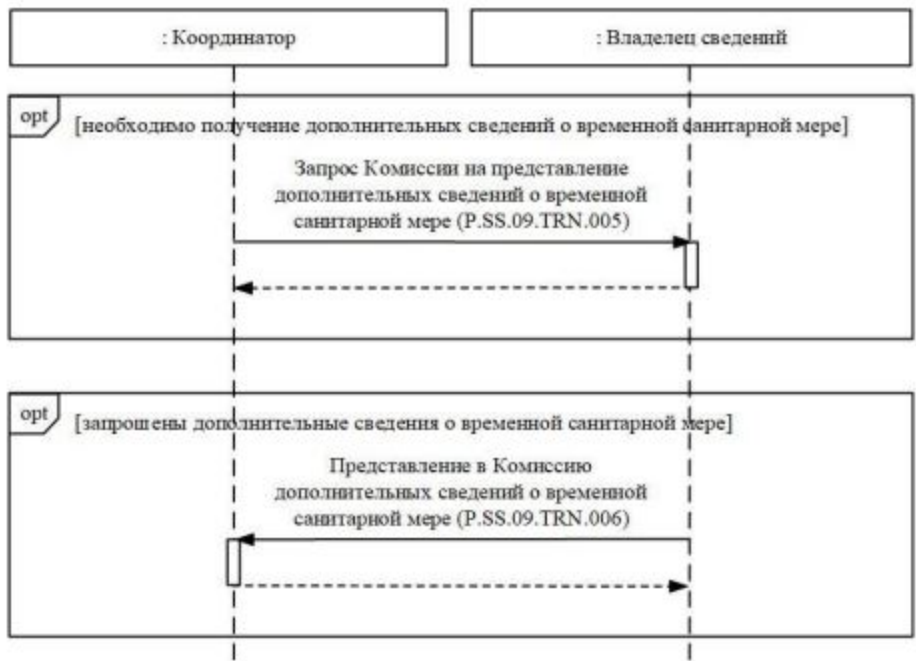 : Координатор
: Владелец сведений
opt
[необходимо получение дополнительных сведений о временной санитарной мере]
Запрос Комиссии на представление
дополнительных сведений о временной
санитарной мере (P.SS.09.TRN.005)
opt
[запрошены дополнительные сведения о временной санитарной мере]
Представление в Комиссию
дополнительных сведений о временной
санитарной мере (P.SS.09.TRN.006)